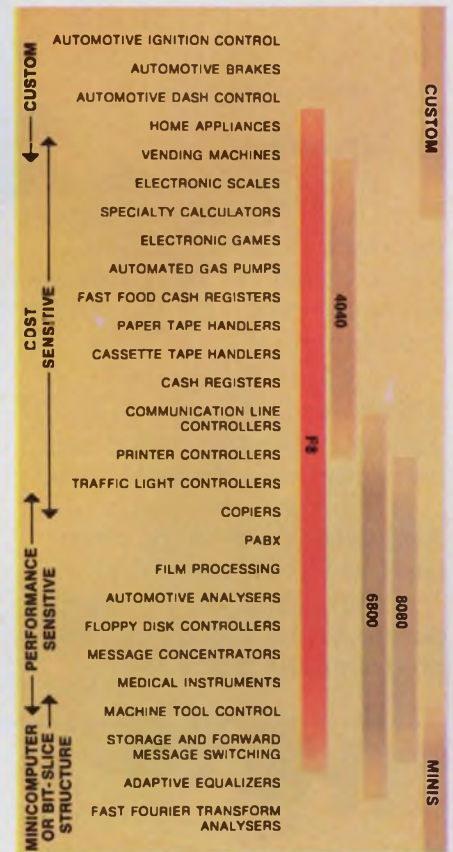 AUTOMOTIVE IGNITION CONTROL
AUTOMOTIVE BRAKES
AUTOMOTIVE DASH CONTROL
HOME APPLIANCES
VENDING MACHINES
ELECTRONIC SCALES
SPECIALTY CALCULATORS
ELECTRONIC GAMES
AUTOMATED GAS PUMPS
FAST FOOD CASH REGISTERS
PAPER TAPE HANDLERS
CASSETTE TAPE HANDLERS
CASH REGISTERS
COMMUNICATION LINE
CONTROLLERS
PRINTER CONTROLLERS
TRAFFIC LIGHT CONTROLLERS
COPIERS
PABX
FILM PROCESSING
AUTOMOTIVE ANALYSERS
FLOPPY DISK CONTROLLERS
MESSAGE CONCENTRATORS
MEDICAL INSTRUMENTS
MACHINE TOOL CONTROL
STORAGE AND FORWARD
MESSAGE SWITCHING
ADAPTIVE EQUALIZERS
FAST FOURIER TRANSFORM
ANALYSERS
CUSTOM
COST
SENSITIVE
PERFORMANCE
SENSITIVE
MINICOMPUTER
OR BIT-SLICE
STRUCTURE
F8
4040
6800
8080
CUSTOM
MINIS